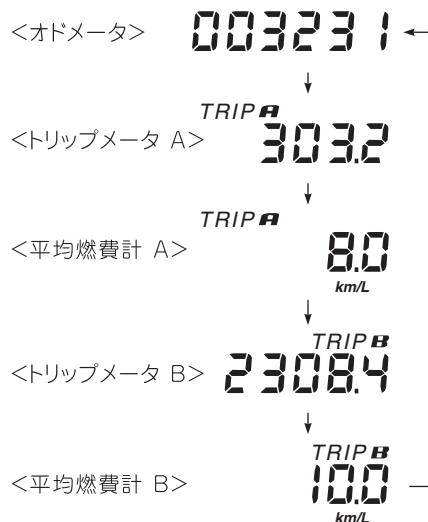 <オドメータ> 003231
TRIP A
<トリップメータ A> 303.2
TRIP A
<平均燃費計 A> 8.0
km/L
TRIP B
<トリップメータ B> 2308.4
TRIP B
<平均燃費計 B> 10.0
km/L